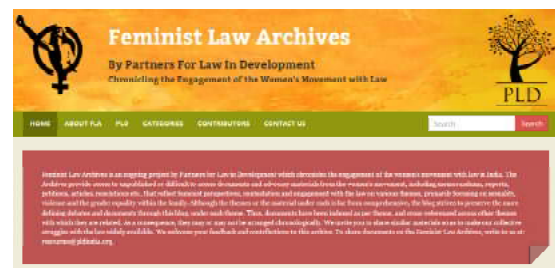 Feminist Law Archives
By Partners For Law In Development
Chronicling the Engagement of the Women's Movement with Law
PLD
HOME ABOUT FLA PLD CATEGORIES CONTRIBUTORS CONTACT US
Search Search
Feminist Law Archives is an ongoing project by Partners for Law in Development which chronicles the engagement of the women's movement with law in India. The
Archives provide access to unpublished or difficult to access documents and advocacy materials from the women's movement, including memorandums, reports,
petitions, articles, resolutions etc. that reflect feminist perspectives, contestation and engagement with the law on various themes, primarily focusing on sexuality,
violence and the gender equality within the family. Although the themes or the material under each is far from comprehensive, the blog strives to preserve the more
defining debates and documents through this blog, under each theme. Thus, documents have been indexed as per theme, and cross-referenced across other themes
with which they are related. As a consequence, they may or may not be arranged chronologically. We invite you to share similar materials so as to make our collective
struggles with the law widely available. We welcome your feedback and contributions to this archive. To share documents on the Feminist Law Archives, write to us at:
resources@pldindia.org.